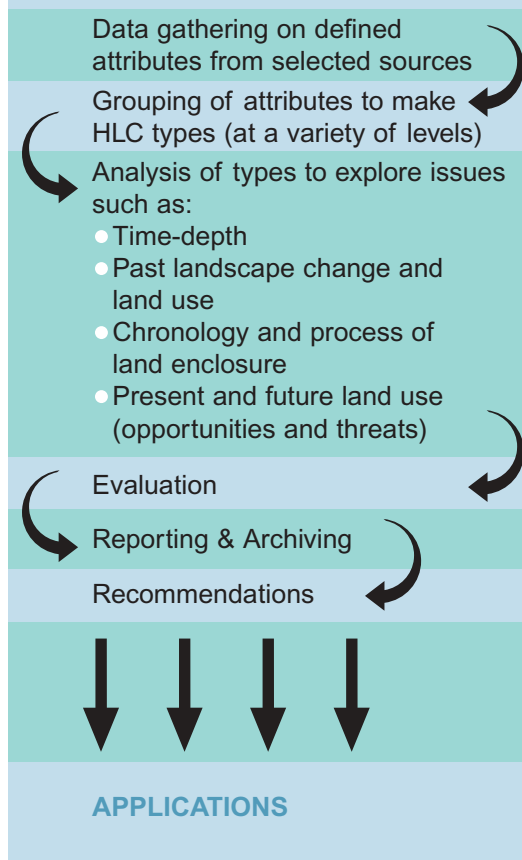 Data gathering on defined
attributes from selected sources
Grouping of attributes to make
HLC types (at a variety of levels)
Analysis of types to explore issues
such as:
● Time-depth
● Past landscape change and
land use
● Chronology and process of
land enclosure
● Present and future land use
(opportunities and threats)
Evaluation
Reporting & Archiving
Recommendations
APPLICATIONS